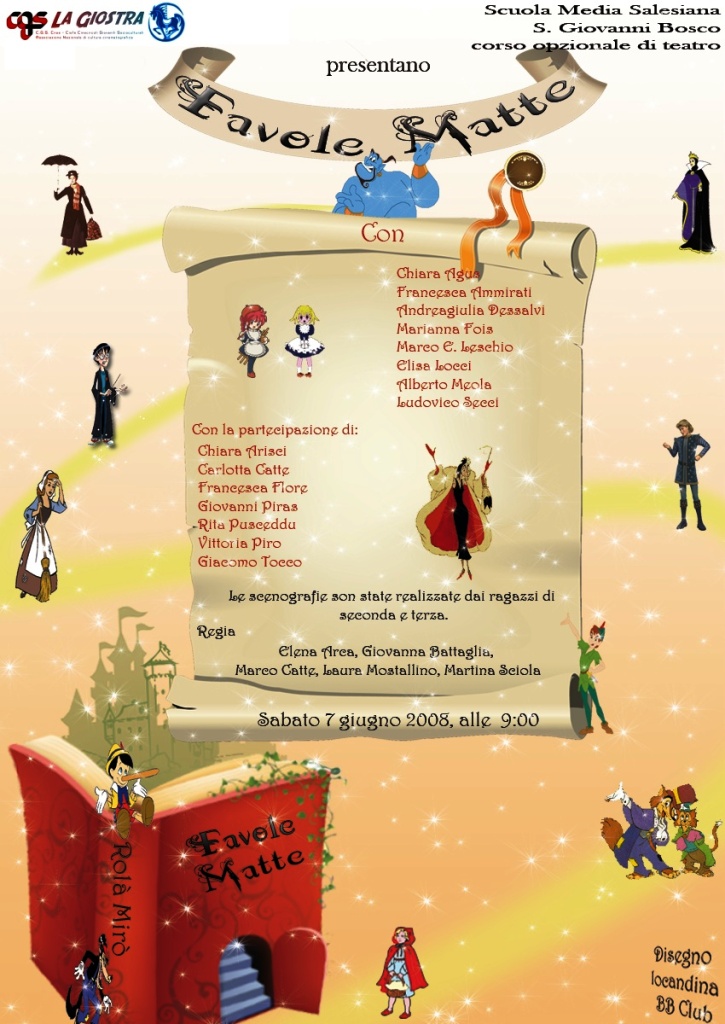 cgs LA GIOSTRA
Scuola Media Salesiana
S. Giovanni Bosco
corso opzionale di teatro
presentano
Favole Matte
Con
Chiara Agus
Francesca Ammirati
Andreagiulia Dessalvi
Marianna Fois
Marco E. Leschio
Elisa Locci
Alberto Meola
Ludovico Secci
Con la partecipazione di:
Chiara Arisci
Carlotta Catte
Francesca Flore
Giovanni Piras
Rita Pusceddu
Vittoria Piro
Giacomo Tocco
Le scenografie son state realizzate dai ragazzi di
seconda e terza.
Regia
Elena Arca, Giovanna Battaglia,
Marco Catte, Laura Mostallino, Martina Sciola
Sabato 7 giugno 2008, alle 9:00
Favole
Matte
Rolà Mirò
Disegno
locandina
BB Club